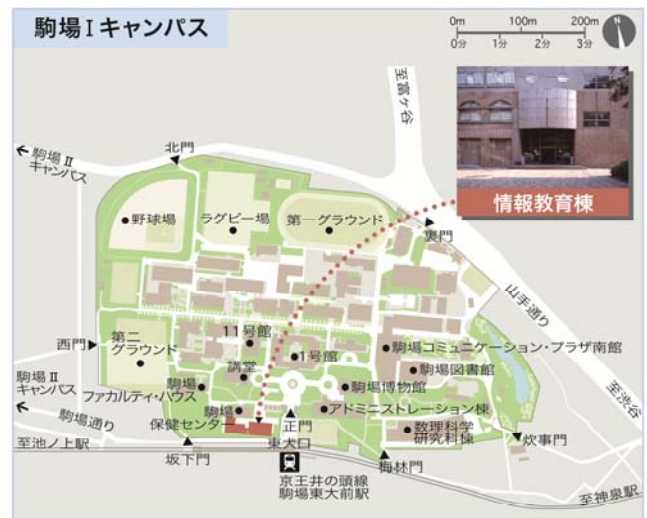 駒場Ⅰキャンパス
0m 100m 200m
0分 1分 2分 3分
N
至富ヶ谷
北門
駒場Ⅱ
キャンパス
情報教育棟
野球場
ラグビー場
第一グラウンド
裏門
山手通り
11号館
第二
グラウンド
西門
1号館
講堂
駒場コミュニケーション・プラザ南館
駒場図書館
駒場
ファカルティ・ハウス
駒場博物館
駒場Ⅱ
キャンパス
至渋谷
駒場
保健センター
アドミニストレーション棟
駒場通り
正門
数理科学
研究科棟
炊事門
至池ノ上駅
東大口
坂下門
梅林門
京王井の頭線
駒場東大前駅
至神泉駅